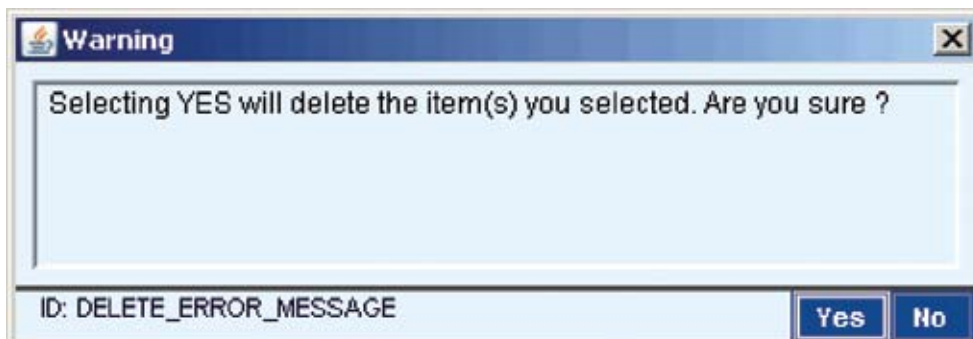 Warning
Selecting YES will delete the item(s) you selected. Are you sure ?
ID: DELETE_ERROR_MESSAGE
Yes No